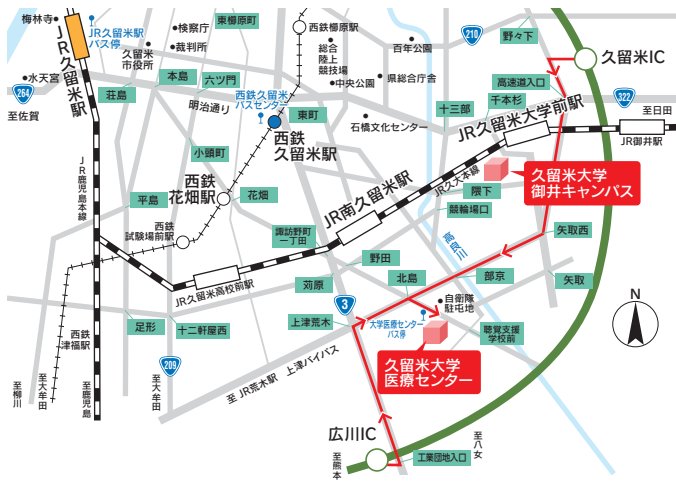 梅林寺
JR久留米駅
バス停
検察庁
裁判所
久留米
市役所
東櫛原町
西鉄櫛原駅
百年公園
210
野々下
久留米IC
JR久留米駅
総合
陸上
競技場
県総合庁舎
中央公園
高速道入口
322
水天宮
264
至佐賀
荘島
本島
六ツ門
明治通り
西鉄久留米
バスセンター
東町
西鉄
久留米駅
石橋文化センター
十三部
千本杉
JR久留米大学前駅
至日田
JR御井駅
小頭町
JR鹿児島本線
西鉄
花畑駅
花畑
平島
西鉄
試験場前駅
JR南久留米駅
JR久大本線
隈下
競輪場口
久留米大学
御井キャンパス
諏訪野町
一丁田
野田
高良川
矢取西
矢取
JR久留米高校前駅
苅原
北島
部京
3
自衛隊
駐屯地
上津荒木
大学医療センター
バス停
聴覚支援
学校前
N
足形
十二軒屋西
西鉄
津福駅
209
久留米大学
医療センター
上津バイパス
至JR荒木駅
至柳川
至大牟田
至鹿児島
至大牟田
広川IC
至熊本
工業団地入口
至八女